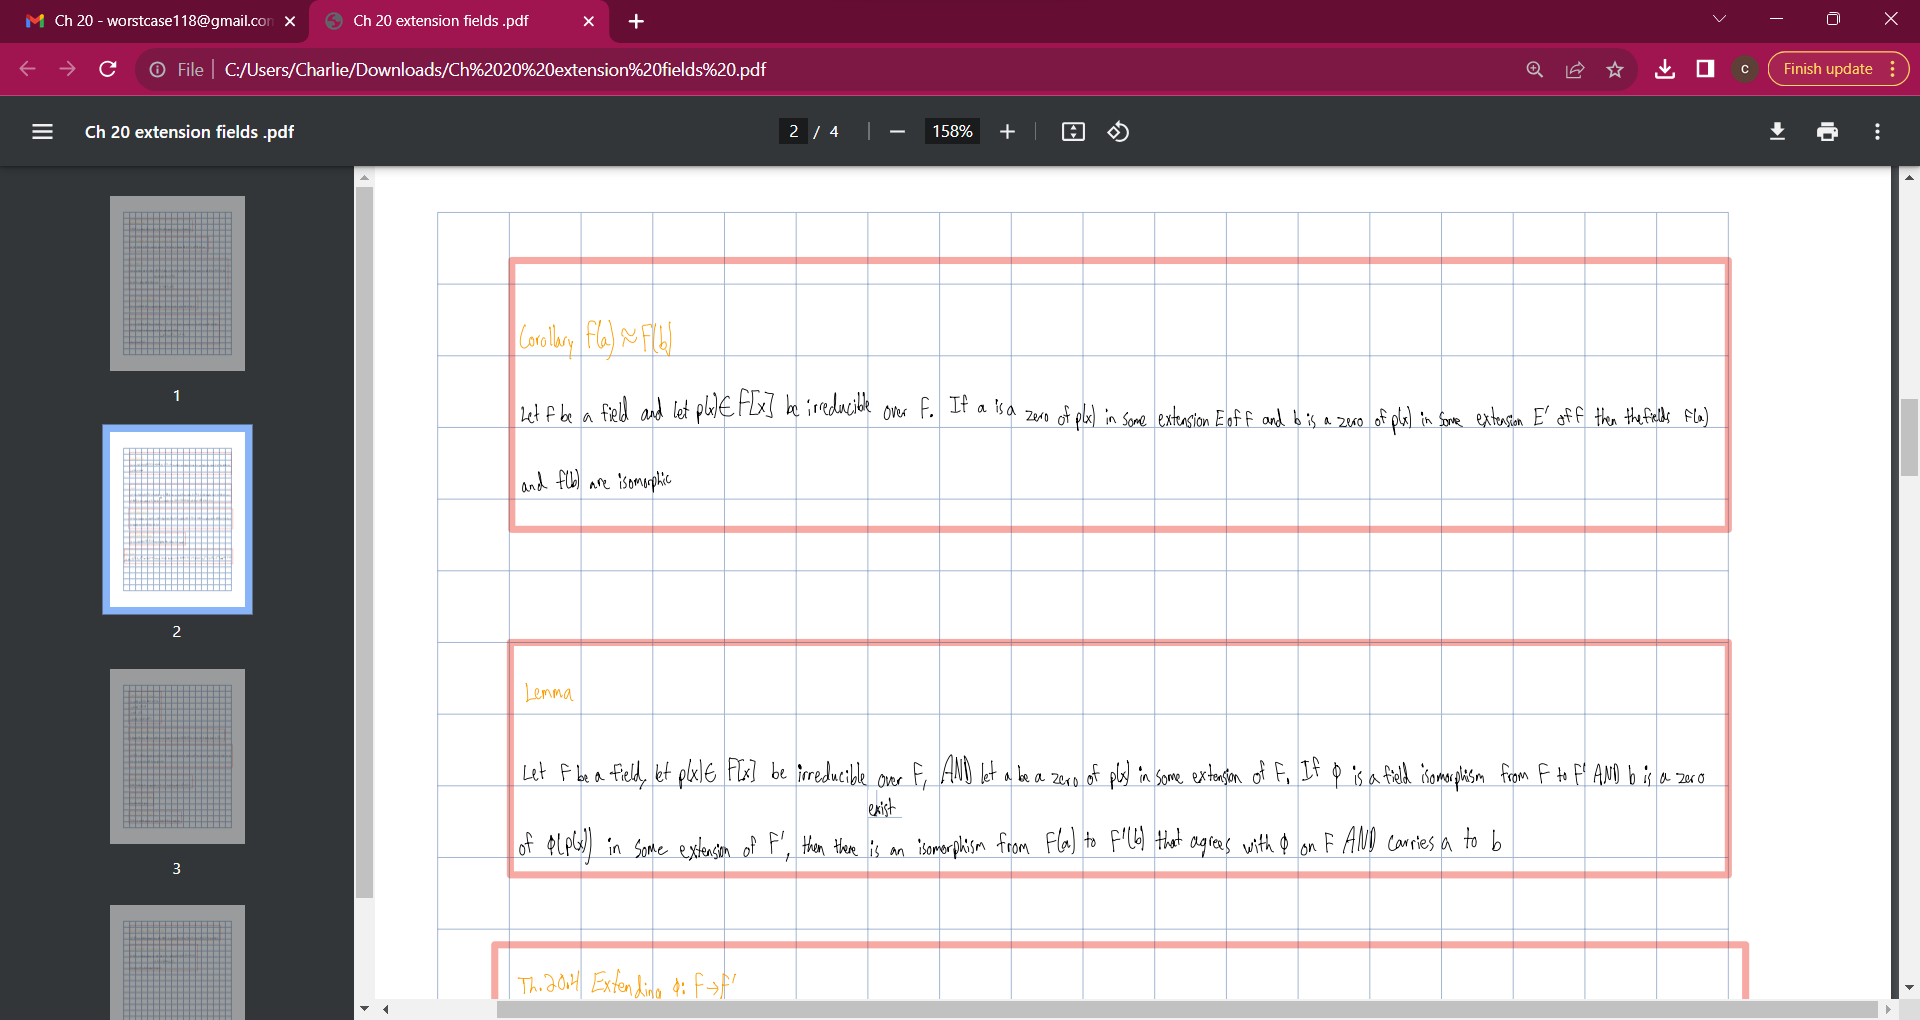 Ch 20 - worstcase118@gmail.con
Ch 20 extension fields .pdf
File
C:/Users/Charlie/Downloads/Ch%2020%20extension%20fields%20.pdf
C
Finish update
Ch 20 extension fields .pdf
2 / 4
158%
1
2
3
Corollary F(a) ≈ F(b)
Let F be a field and let p(x) ∈ F[x] be irreducible over F. If a is a zero of p(x) in some extension E of F and b is a zero of p(x) in some extension E' of F then the fields F(a)
and F(b) are isomorphic
Lemma
Let F be a field, let p(x) ∈ F[x] be irreducible over F, AND let a be a zero of p(x) in some extension of F. If ϕ is a field isomorphism from F to F' AND b is a zero
exist
of ϕ(p(x)) in some extension of F', then there is an isomorphism from F(a) to F'(b) that agrees with ϕ on F AND carries a to b
Th. 20.4 Extending ϕ: F→F'